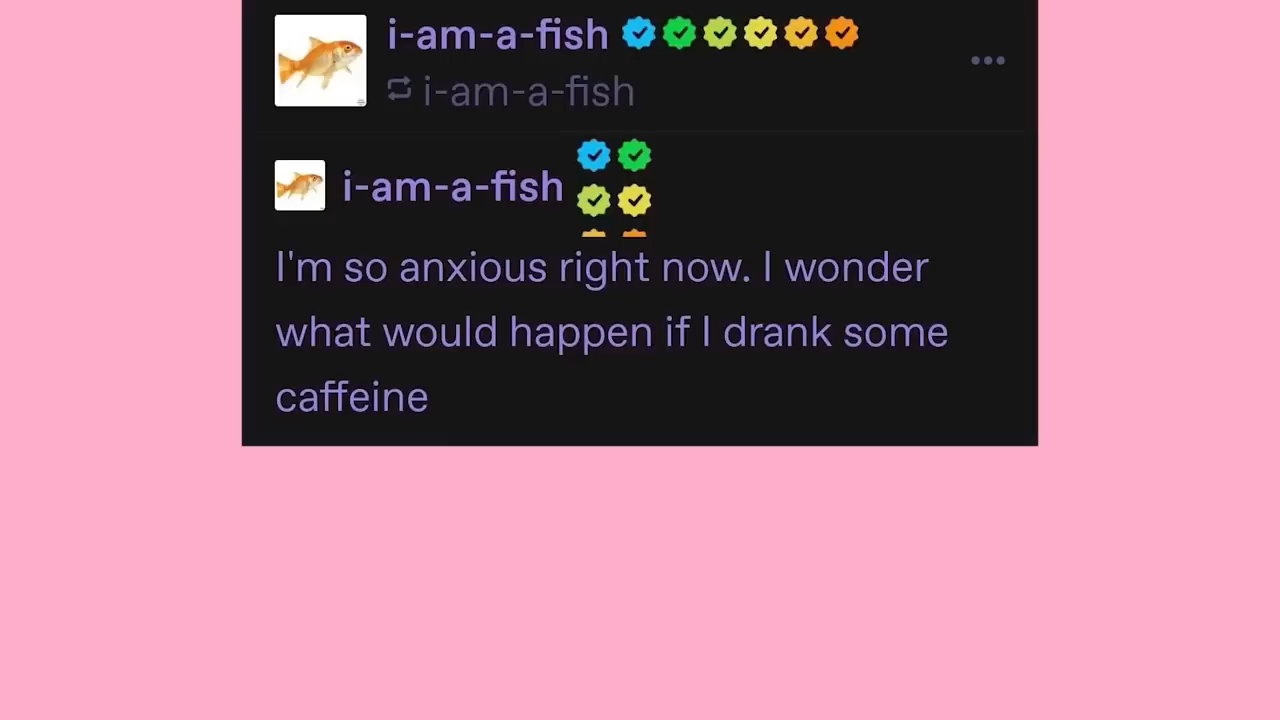 i-am-a-fish
i-am-a-fish
i-am-a-fish
I'm so anxious right now. I wonder
what would happen if I drank some
caffeine